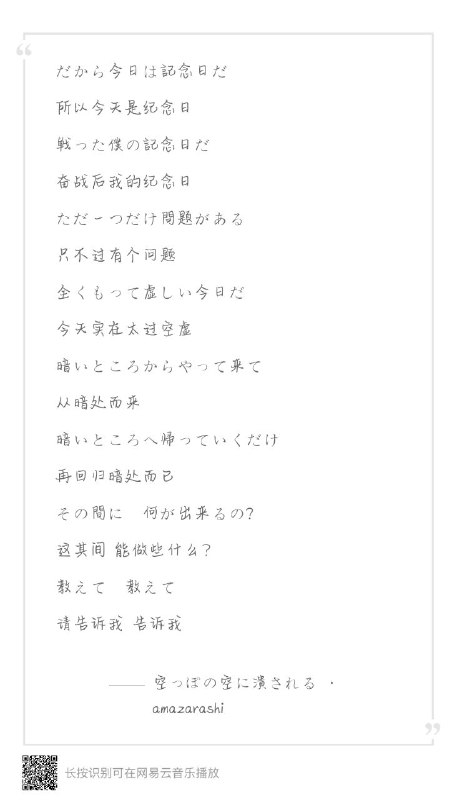 “
だから今日は記念日だ
所以今天是纪念日
戦った僕の記念日だ
奋战后我的纪念日
ただ一つだけ問題がある
只不过有个问题
全くもって虚しい今日だ
今天实在太过空虚
暗いところからやって来て
从暗处而来
暗いところへ帰っていくだけ
再回归暗处而已
その間に　何が出来るの?
这其间 能做些什么?
教えて　教えて
请告诉我 告诉我
—— 空っぽの空に潰される ·
amazarashi
”
长按识别可在网易云音乐播放